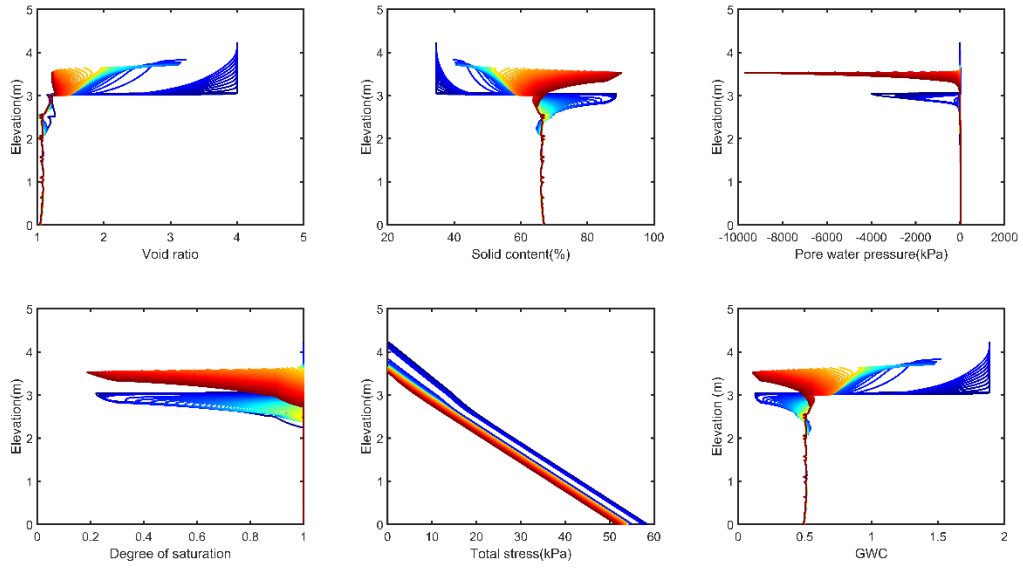 5
4
3
2
1
0
Elevation(m)
1 2 3 4 5
Void ratio
5
4
3
2
1
0
Elevation(m)
20 40 60 80 100
Solid content(%)
5
4
3
2
1
0
Elevation(m)
-10000 -8000 -6000 -4000 -2000 0 2000
Pore water pressure(kPa)
5
4
3
2
1
0
Elevation(m)
0 0.2 0.4 0.6 0.8 1
Degree of saturation
5
4
3
2
1
0
Elevation(m)
0 10 20 30 40 50 60
Total stress(kPa)
5
4
3
2
1
0
Elevation (m)
0 0.5 1 1.5 2
GWC